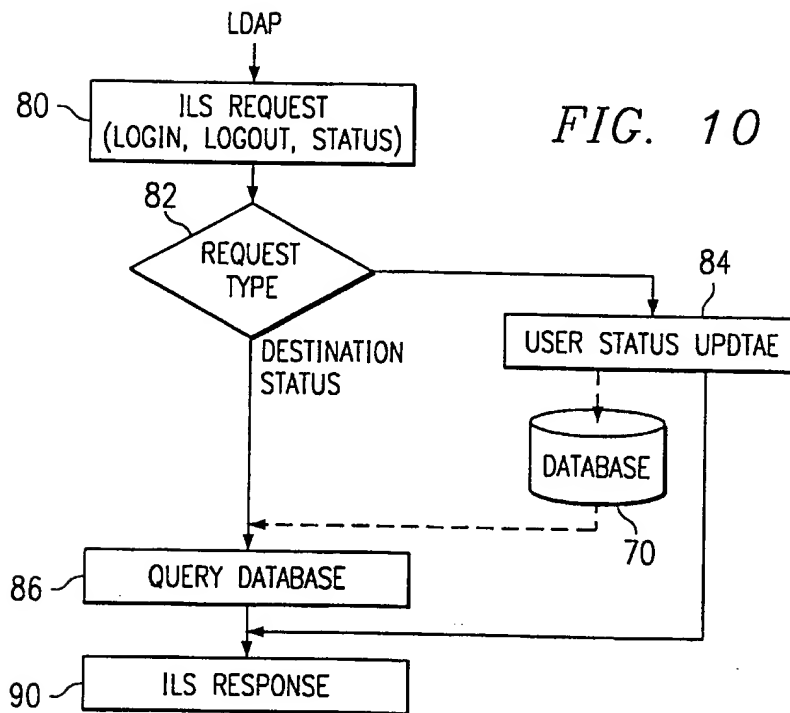 LDAP
80
ILS REQUEST
(LOGIN, LOGOUT, STATUS)
FIG. 10
82
REQUEST
TYPE
84
USER STATUS UPDTAE
DESTINATION
STATUS
DATABASE
70
86
QUERY DATABASE
90
ILS RESPONSE